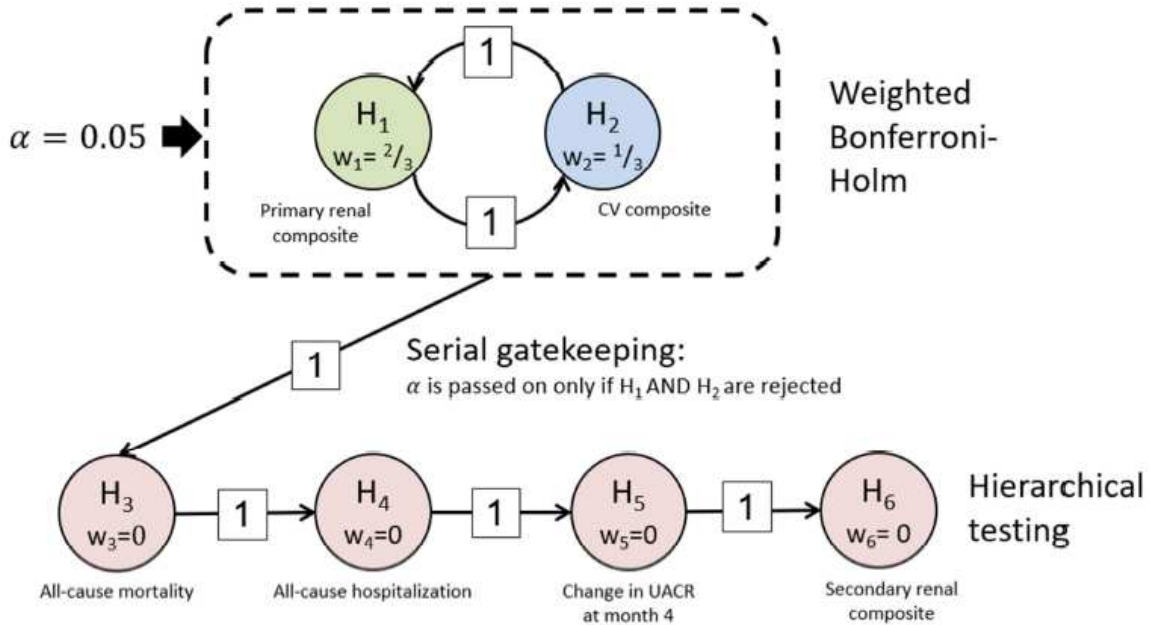 α = 0.05
1
H₁
w₁= ²/₃
H₂
w₂= ¹/₃
Primary renal
composite
1
CV composite
Weighted
Bonferroni-
Holm
1
Serial gatekeeping:
α is passed on only if H₁ AND H₂ are rejected
H₃
w₃=0
1
H₄
w₄=0
1
H₅
w₅=0
1
H₆
w₆= 0
Hierarchical
testing
All-cause mortality
All-cause hospitalization
Change in UACR
at month 4
Secondary renal
composite